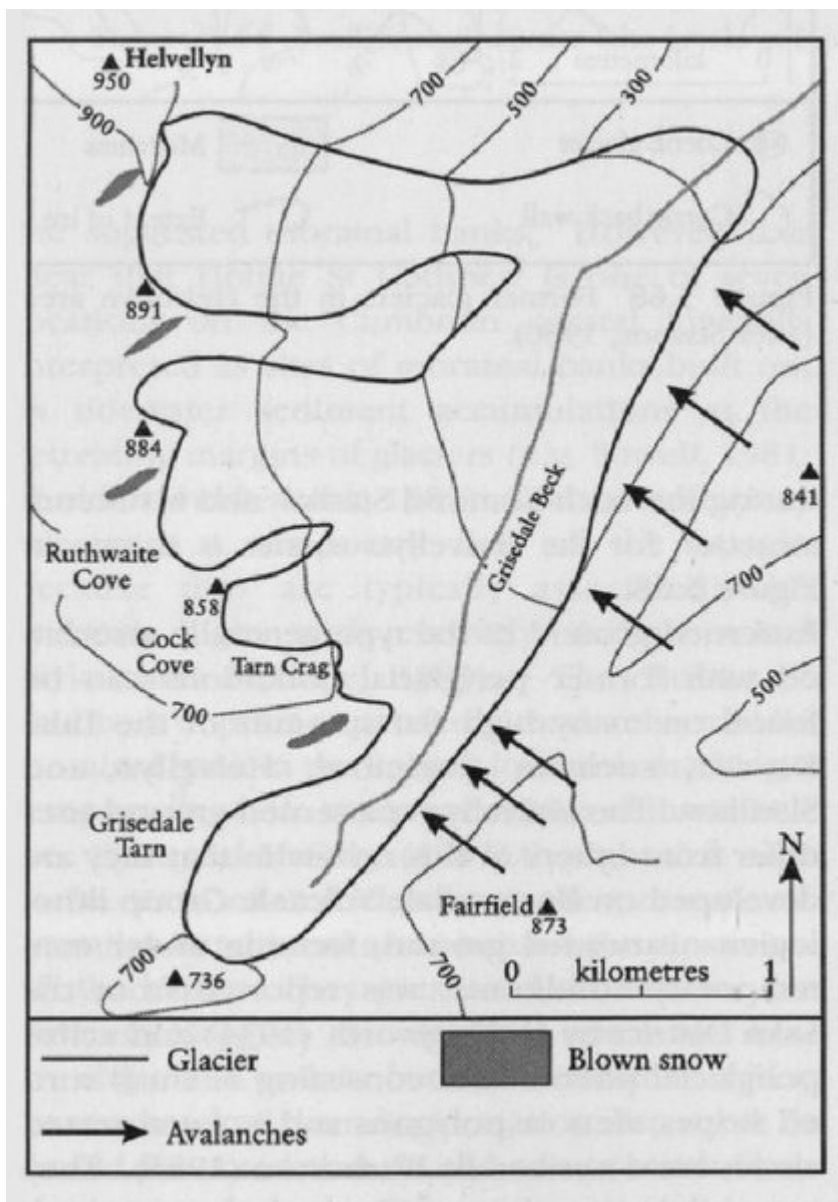 Helvellyn
950
900
700
500
300
891
884
841
Grisedale Beck
Ruthwaite
Cove
858
Cock
Cove
Tarn Crag
700
700
500
Grisedale
Tarn
N
Fairfield
873
700
736
700
0 kilometres 1
Glacier
Blown snow
Avalanches